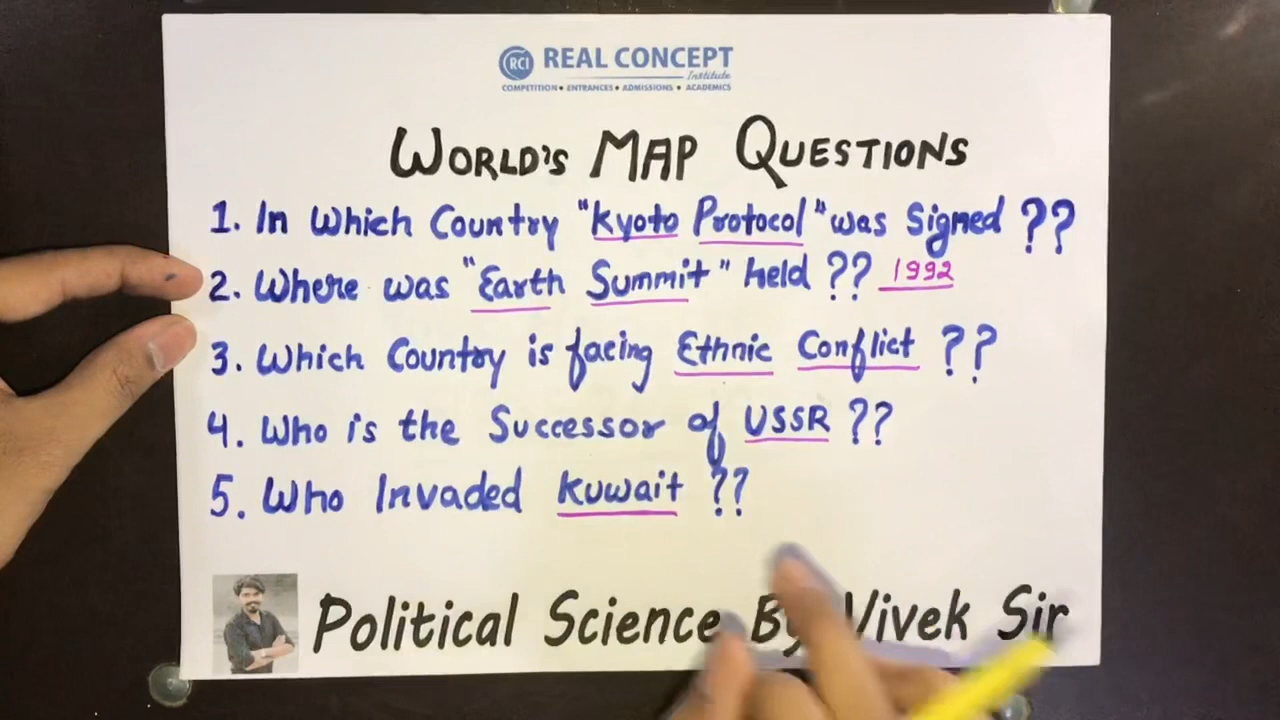 RCI REAL CONCEPT
Institute
COMPETITION • ENTRANCES • ADMISSIONS • ACADEMICS
WORLD'S MAP QUESTIONS
1. In Which Country "Kyoto Protocol" was Signed ??
2. Where was "Earth Summit" held ?? 1992
3. Which Country is facing Ethnic Conflict ??
4. Who is the Successor of USSR ??
5. Who Invaded Kuwait ??
Political Science By Vivek Sir